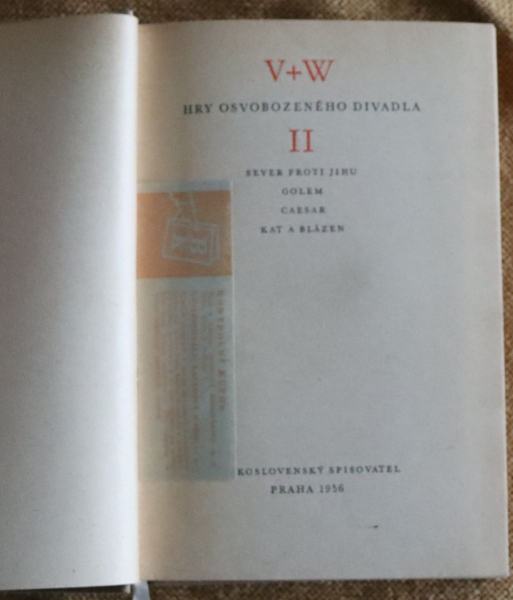 V+W
HRY OSVOBOZENÉHO DIVADLA
II
SEVER PROTI JIHU
GOLEM
CAESAR
KAT A BLÁZEN
KOSLOVENSKÝ SPISOVATEL
PRAHA 1956